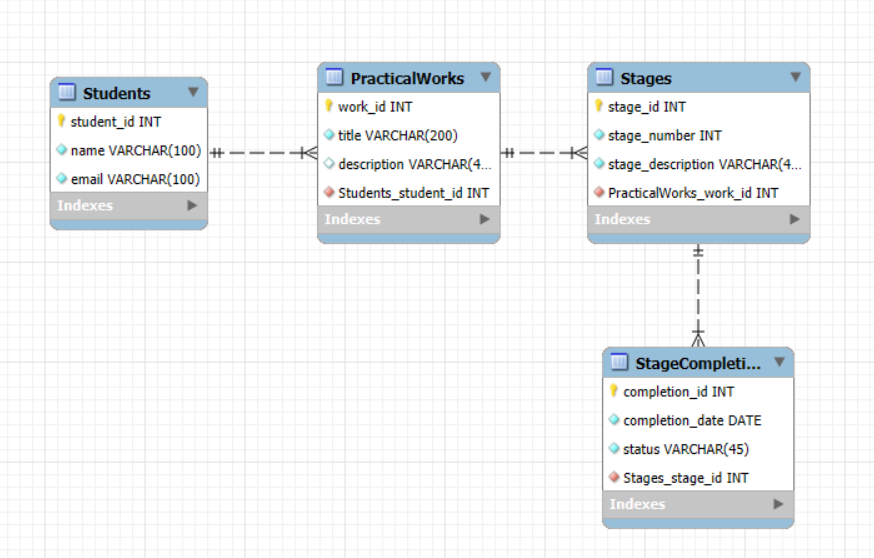 Students
student_id INT
name VARCHAR(100)
email VARCHAR(100)
Indexes
PracticalWorks
work_id INT
title VARCHAR(200)
description VARCHAR(4...
Students_student_id INT
Indexes
Stages
stage_id INT
stage_number INT
stage_description VARCHAR(4...
PracticalWorks_work_id INT
Indexes
StageCompleti...
completion_id INT
completion_date DATE
status VARCHAR(45)
Stages_stage_id INT
Indexes